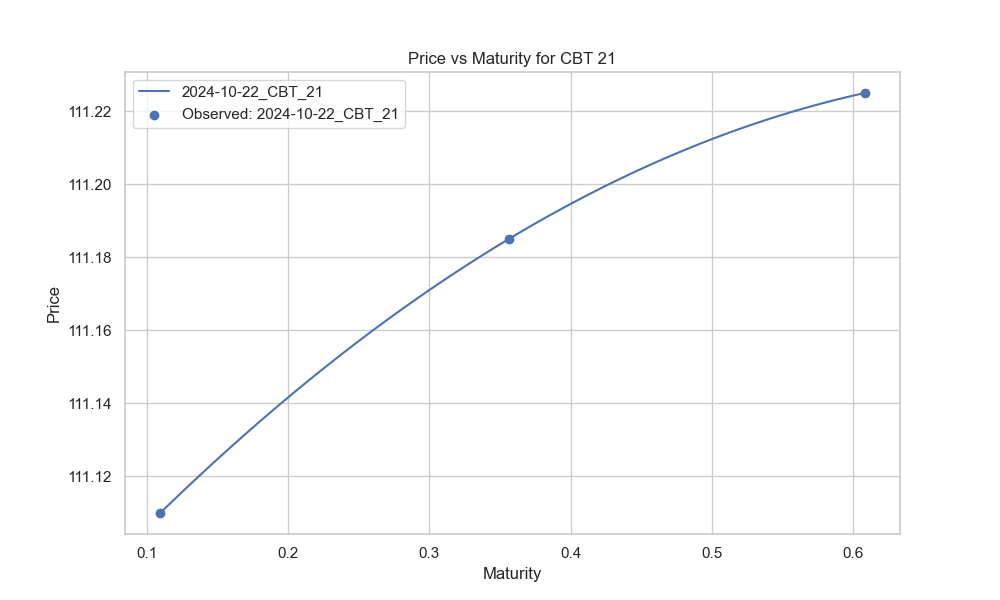 Price vs Maturity for CBT 21
2024-10-22_CBT_21
Observed: 2024-10-22_CBT_21
111.22
111.20
111.18
111.16
111.14
111.12
Price
0.1 0.2 0.3 0.4 0.5 0.6
Maturity